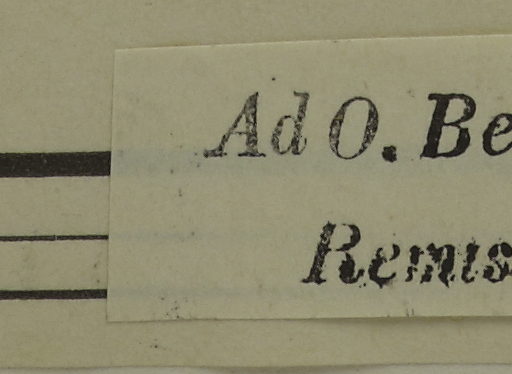 Ad O. Be
Remis